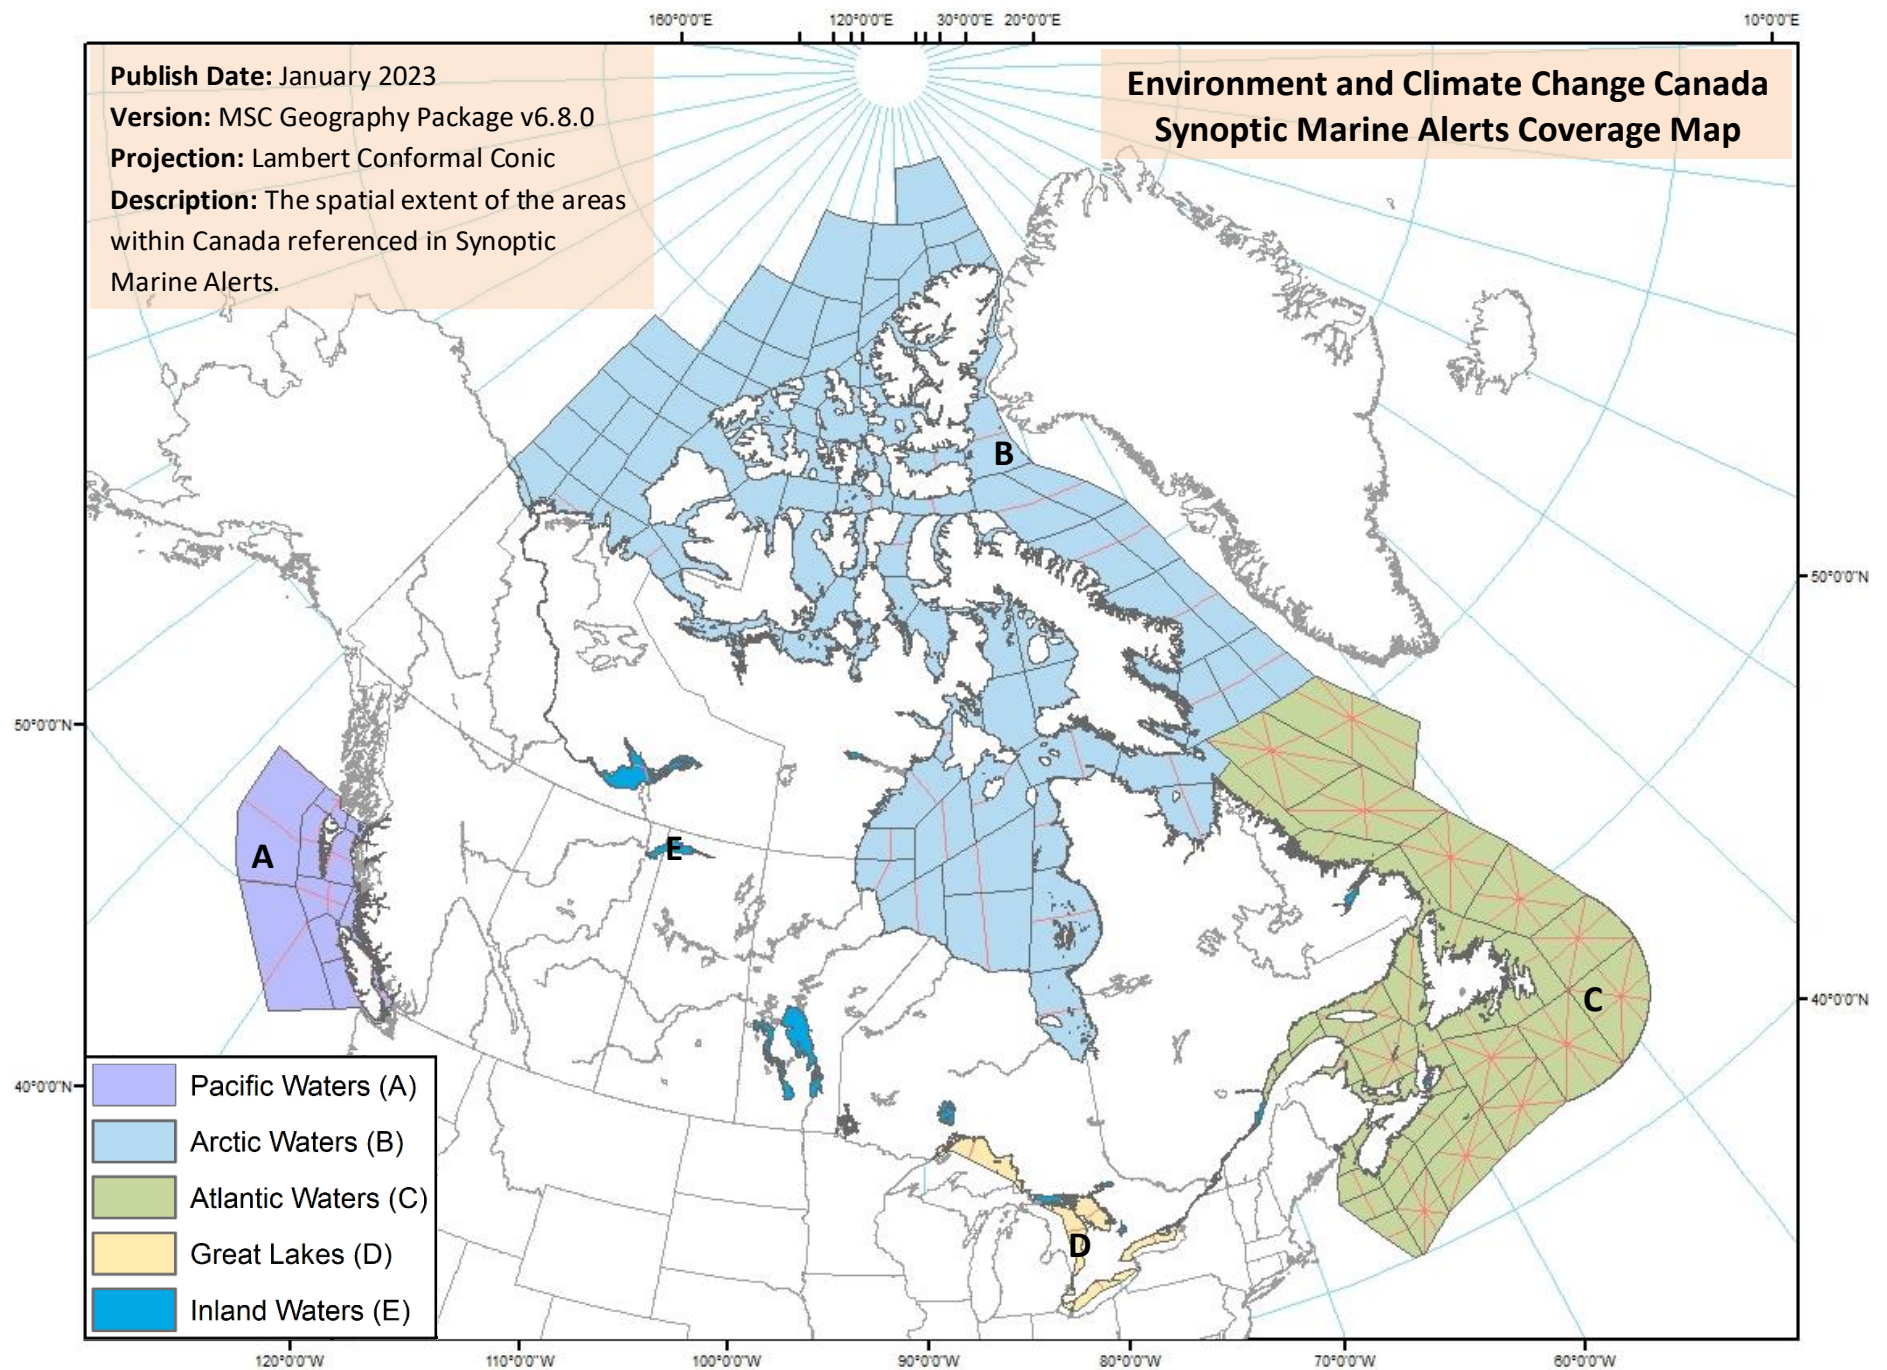 160°0'0"E 120°0'0"E 30°0'0"E 20°0'0"E 10°0'0"E
Publish Date: January 2023
Version: MSC Geography Package v6.8.0
Projection: Lambert Conformal Conic
Description: The spatial extent of the areas
within Canada referenced in Synoptic
Marine Alerts.
Environment and Climate Change Canada
Synoptic Marine Alerts Coverage Map
B
50°0'0"N
50°0'0"N
A
E
C
40°0'0"N
40°0'0"N
D
Pacific Waters (A)
Arctic Waters (B)
Atlantic Waters (C)
Great Lakes (D)
Inland Waters (E)
120°0'0"W 110°0'0"W 100°0'0"W 90°0'0"W 80°0'0"W 70°0'0"W 60°0'0"W